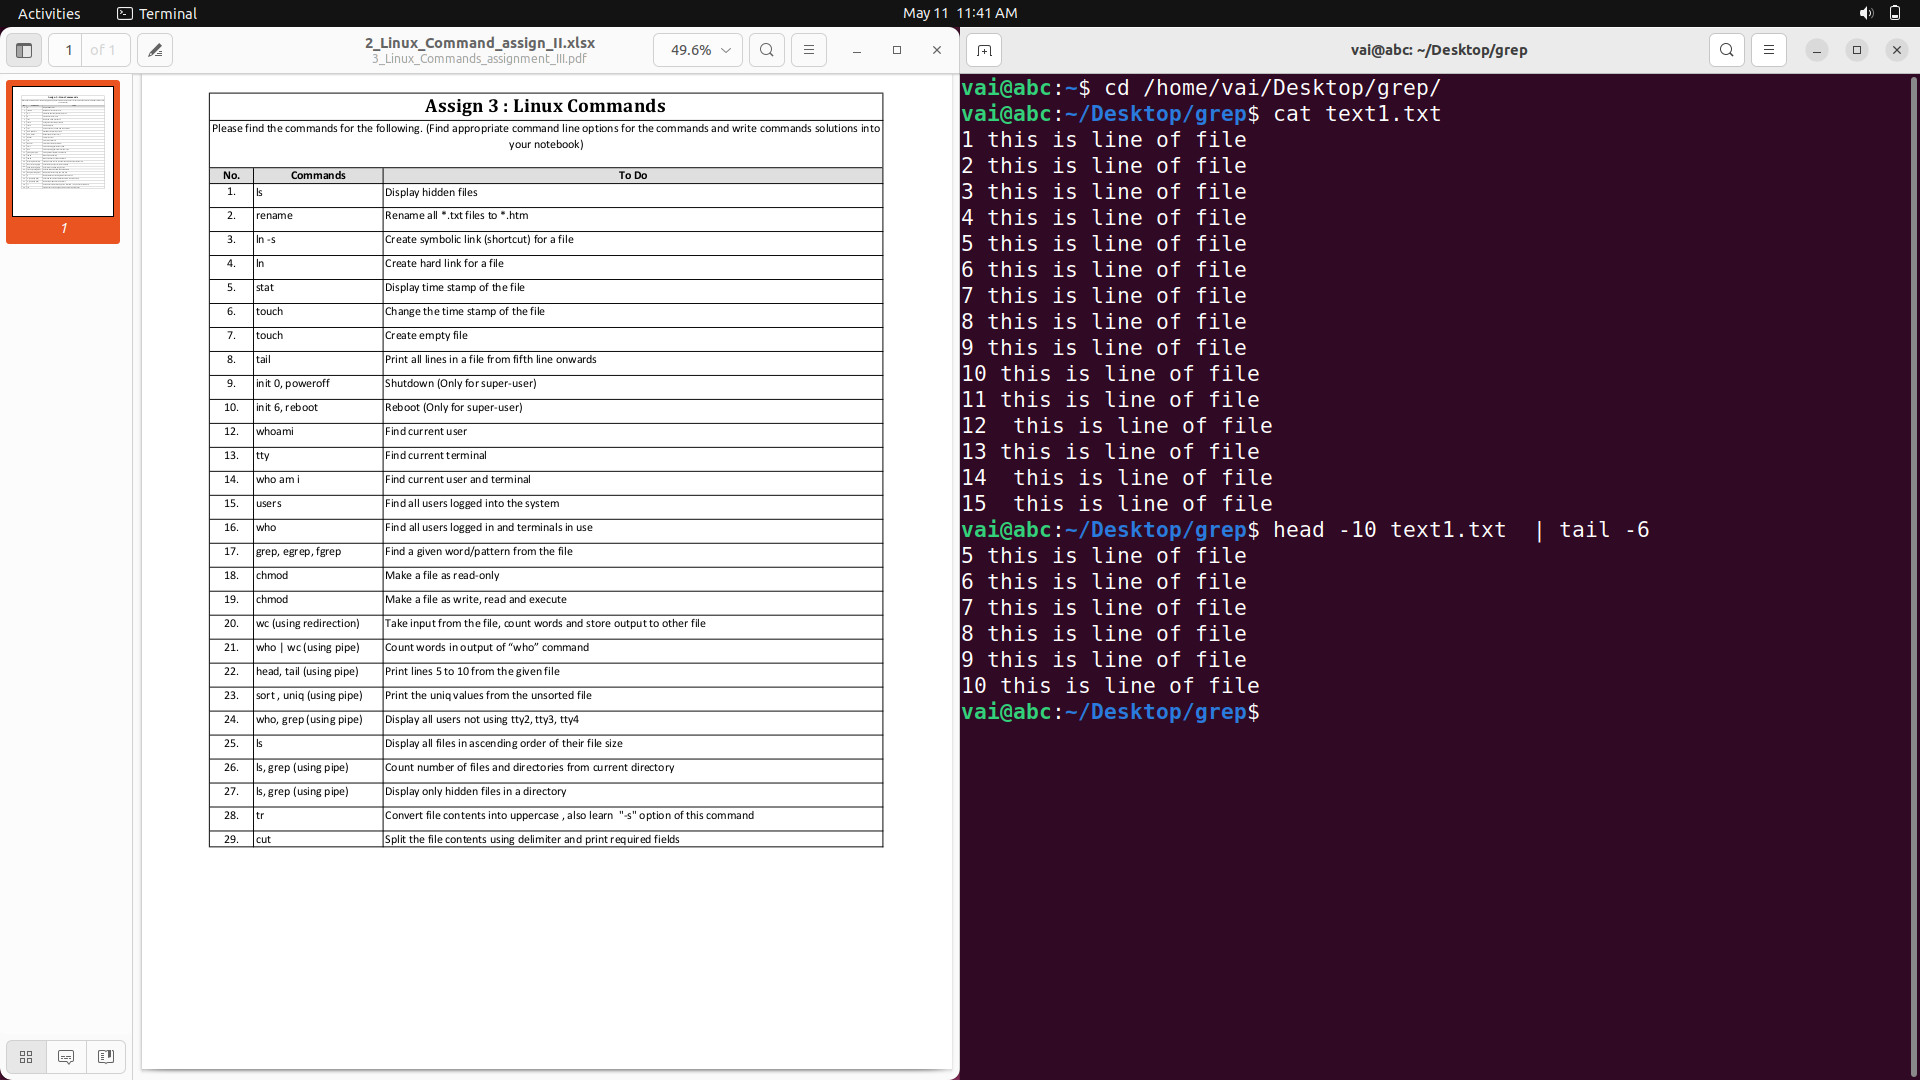 Activities
Terminal
May 11 11:41 AM
1 of 1
2_Linux_Command_assign_II.xlsx
3_Linux_Commands_assignment_III.pdf
49.6%
1
Assign 3 : Linux Commands
Please find the commands for the following. (Find appropriate command line options for the commands and write commands solutions into
your notebook)
No. Commands To Do
1. ls Display hidden files
2. rename Rename all *.txt files to *.htm
3. ln -s Create symbolic link (shortcut) for a file
4. ln Create hard link for a file
5. stat Display time stamp of the file
6. touch Change the time stamp of the file
7. touch Create empty file
8. tail Print all lines in a file from fifth line onwards
9. init 0, poweroff Shutdown (Only for super-user)
10. init 6, reboot Reboot (Only for super-user)
12. whoami Find current user
13. tty Find current terminal
14. who am i Find current user and terminal
15. users Find all users logged into the system
16. who Find all users logged in and terminals in use
17. grep, egrep, fgrep Find a given word/pattern from the file
18. chmod Make a file as read-only
19. chmod Make a file as write, read and execute
20. wc (using redirection) Take input from the file, count words and store output to other file
21. who | wc (using pipe) Count words in output of “who” command
22. head, tail (using pipe) Print lines 5 to 10 from the given file
23. sort , uniq (using pipe) Print the uniq values from the unsorted file
24. who, grep (using pipe) Display all users not using tty2, tty3, tty4
25. ls Display all files in ascending order of their file size
26. ls, grep (using pipe) Count number of files and directories from current directory
27. ls, grep (using pipe) Display only hidden files in a directory
28. tr Convert file contents into uppercase , also learn "-s" option of this command
29. cut Split the file contents using delimiter and print required fields
vai@abc: ~/Desktop/grep
vai@abc:~$ cd /home/vai/Desktop/grep/
vai@abc:~/Desktop/grep$ cat text1.txt
1 this is line of file
2 this is line of file
3 this is line of file
4 this is line of file
5 this is line of file
6 this is line of file
7 this is line of file
8 this is line of file
9 this is line of file
10 this is line of file
11 this is line of file
12  this is line of file
13 this is line of file
14  this is line of file
15  this is line of file
vai@abc:~/Desktop/grep$ head -10 text1.txt  | tail -6
5 this is line of file
6 this is line of file
7 this is line of file
8 this is line of file
9 this is line of file
10 this is line of file
vai@abc:~/Desktop/grep$